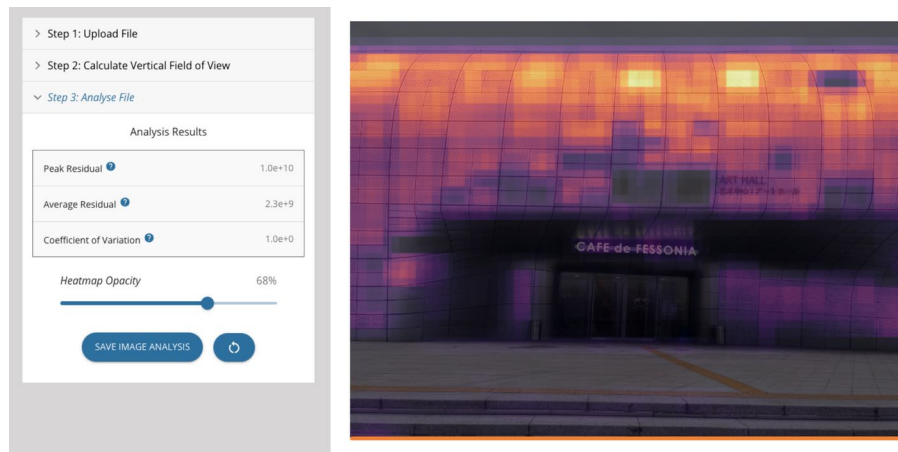 Step 1: Upload File
Step 2: Calculate Vertical Field of View
Step 3: Analyse File
Analysis Results
Peak Residual 1.0e+10
Average Residual 2.3e+9
Coefficient of Variation 1.0e+0
Heatmap Opacity 68%
SAVE IMAGE ANALYSIS
ART HALL
CAFE de FESSONIA